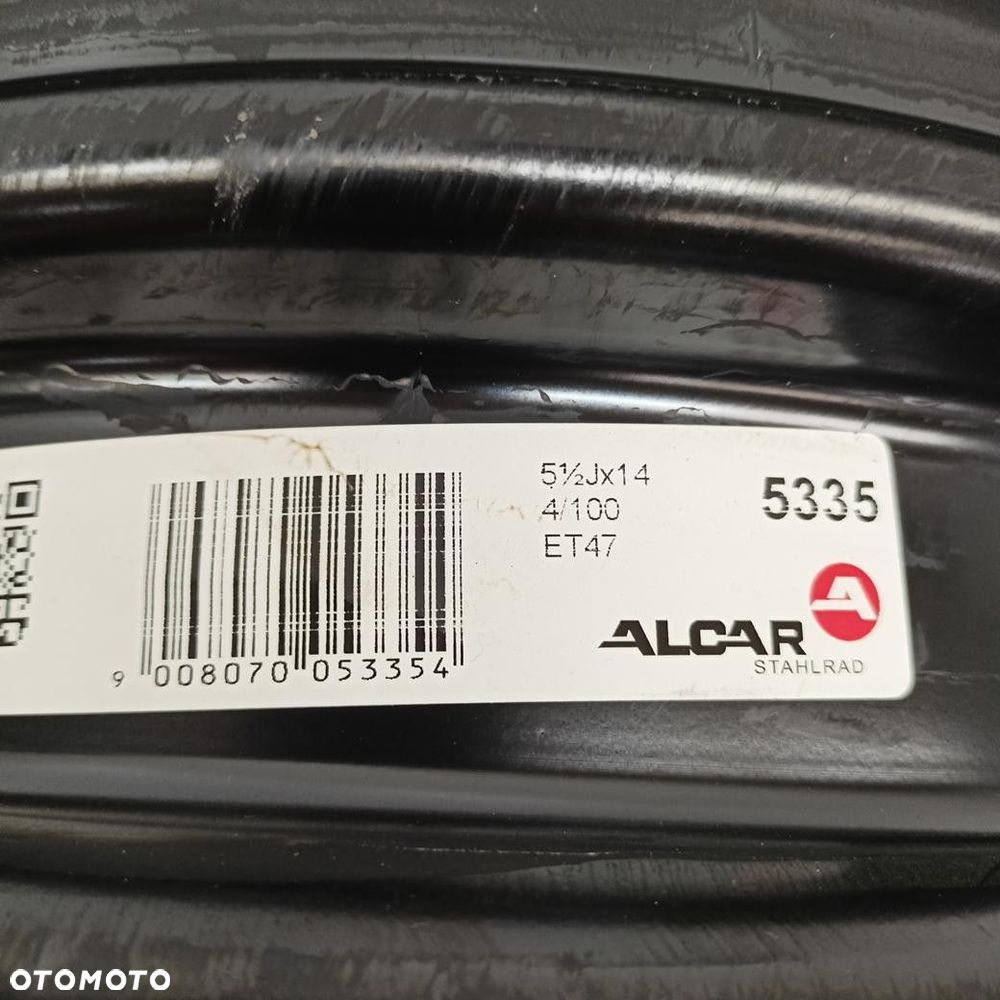 5½Jx14
4/100
ET47
5335
A
ALCAR
STAHLRAD
9 008070 053354
OTOMOTO